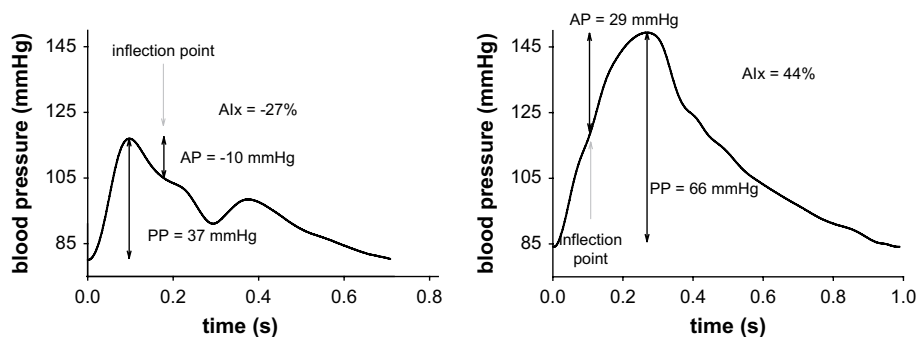 blood pressure (mmHg)
145
125
105
85
inflection point
AIx = -27%
AP = -10 mmHg
PP = 37 mmHg
0.0
0.2
0.4
0.6
0.8
time (s)
blood pressure (mmHg)
145
125
105
85
AP = 29 mmHg
AIx = 44%
PP = 66 mmHg
inflection
point
0.0
0.2
0.4
0.6
0.8
1.0
time (s)